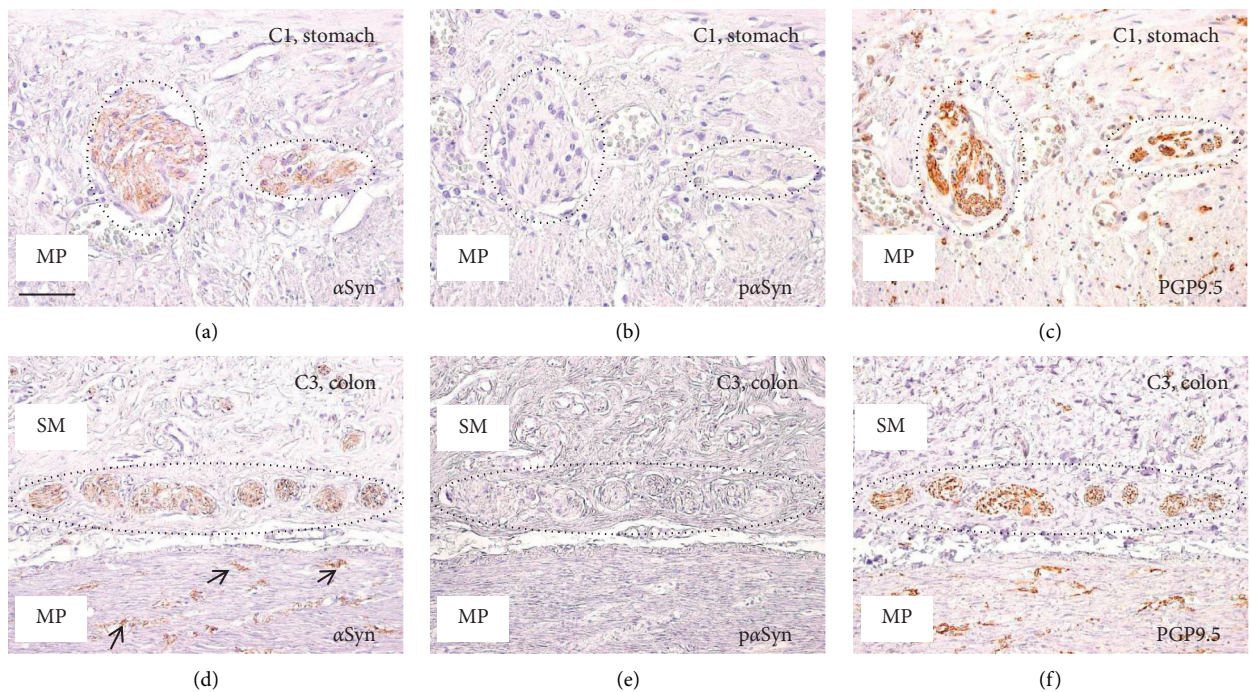 C1, stomach
MP
αSyn
(a)
C1, stomach
pαSyn
(b)
C1, stomach
MP
PGP9.5
(c)
C3, colon
SM
MP
αSyn
(d)
C3, colon
SM
MP
pαSyn
(e)
C3, colon
SM
MP
PGP9.5
(f)